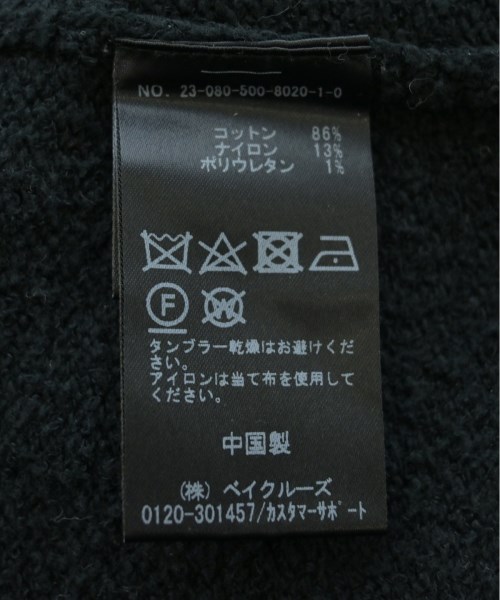 NO. 23-080-500-8020-1-0
コットン 86%
ナイロン 13%
ポリウレタン 1%
F W
タンブラー乾燥はお避けくだ
さい。
アイロンは当て布を使用して
ください。
中国製
(株) ベイクルーズ
0120-301457/カスタマーサポート